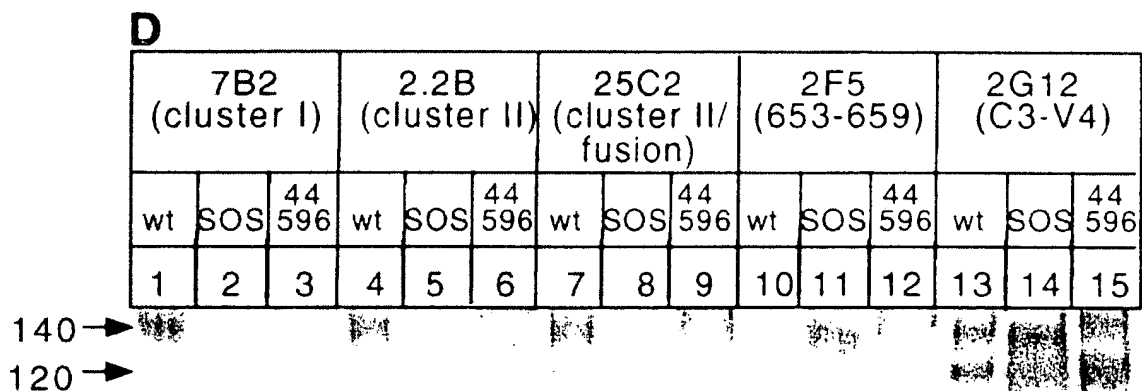 D
7B2 (cluster I) 2.2B (cluster II) 25C2 (cluster II/ fusion) 2F5 (653-659) 2G12 (C3-V4)
wt SOS 44 596 wt SOS 44 596 wt SOS 44 596 wt SOS 44 596 wt SOS 44 596
1 2 3 4 5 6 7 8 9 10 11 12 13 14 15
140
120